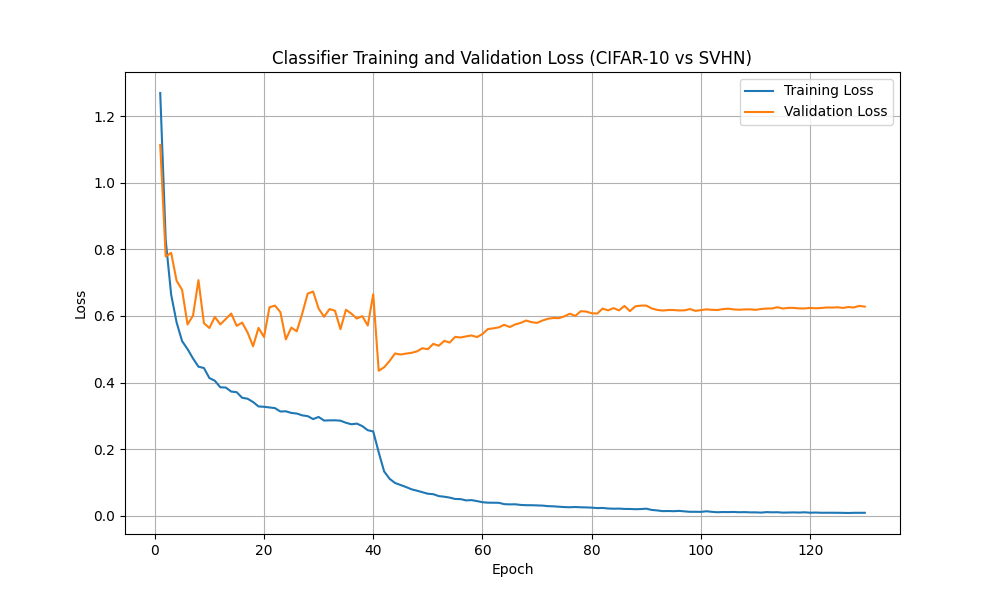 Classifier Training and Validation Loss (CIFAR-10 vs SVHN)
Training Loss
Validation Loss
1.2
1.0
0.8
0.6
0.4
0.2
0.0
Loss
0 20 40 60 80 100 120
Epoch